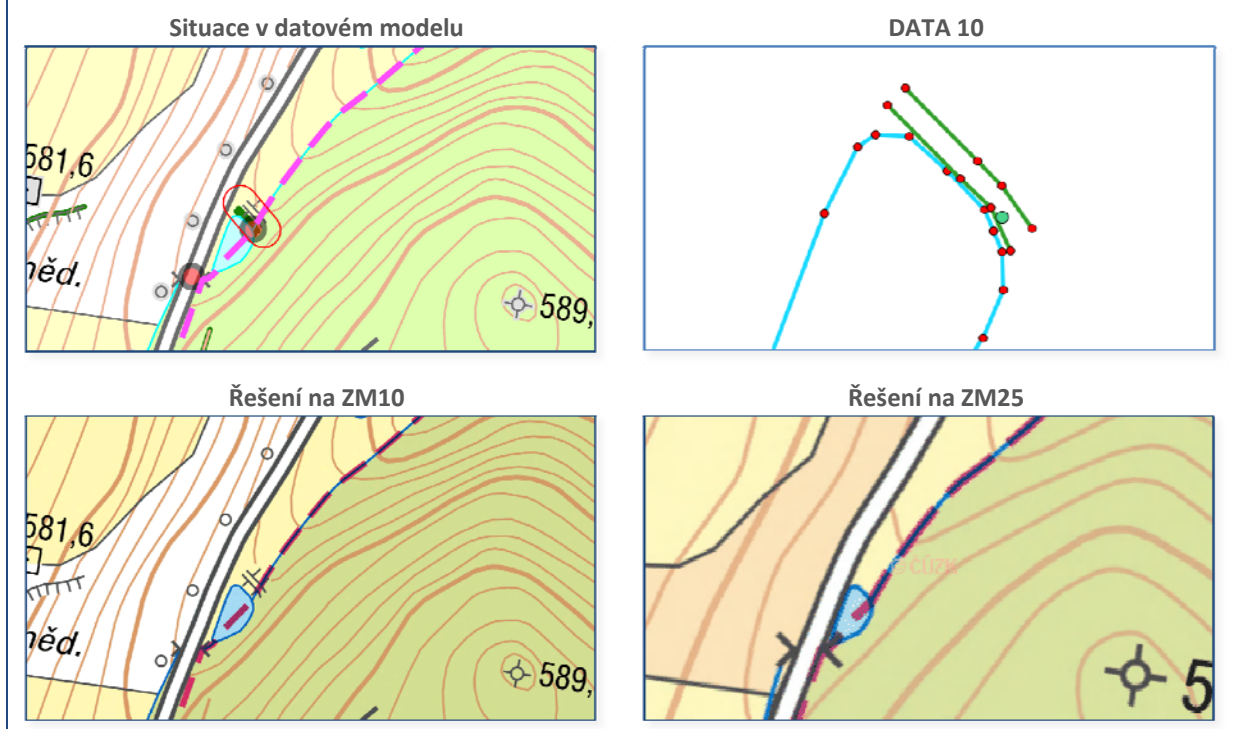 Situace v datovém modelu
DATA 10
581,6
něd.
589,
Řešení na ZM10
Řešení na ZM25
581,6
něd.
589,
© ČÚZK
5